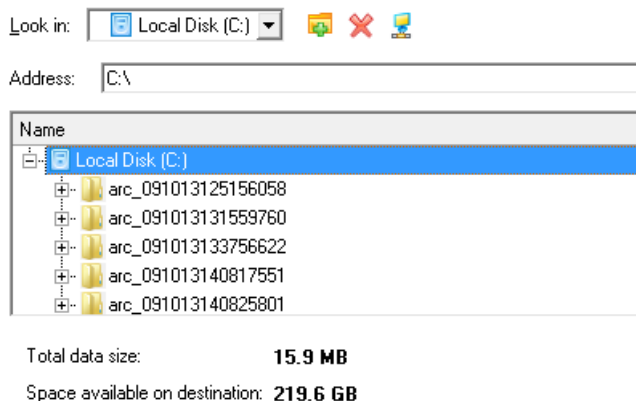 Look in: Local Disk (C:)
Address: C:\
Name
Local Disk (C:)
arc_091013125156058
arc_091013131559760
arc_091013133756622
arc_091013140817551
arc_091013140825801
Total data size: 15.9 MB
Space available on destination: 219.6 GB